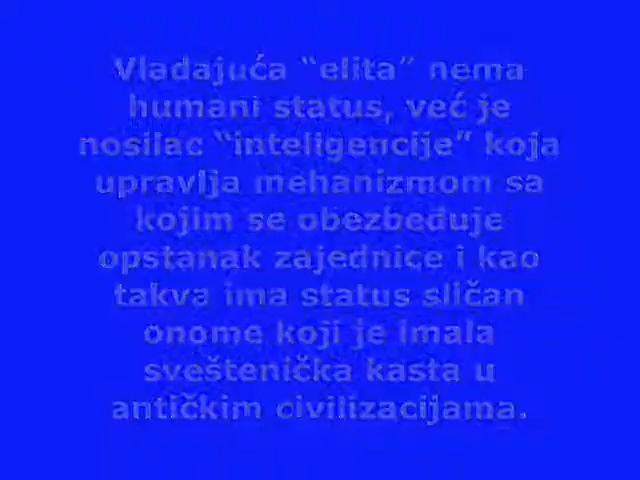 Vladajuća “elita” nema
humani status, već je
nosilac “inteligencije” koja
upravlja mehanizmom sa
kojim se obezbeđuje
opstanak zajednice i kao
takva ima status sličan
onome koji je imala
sveštenička kasta u
antičkim civilizacijama.